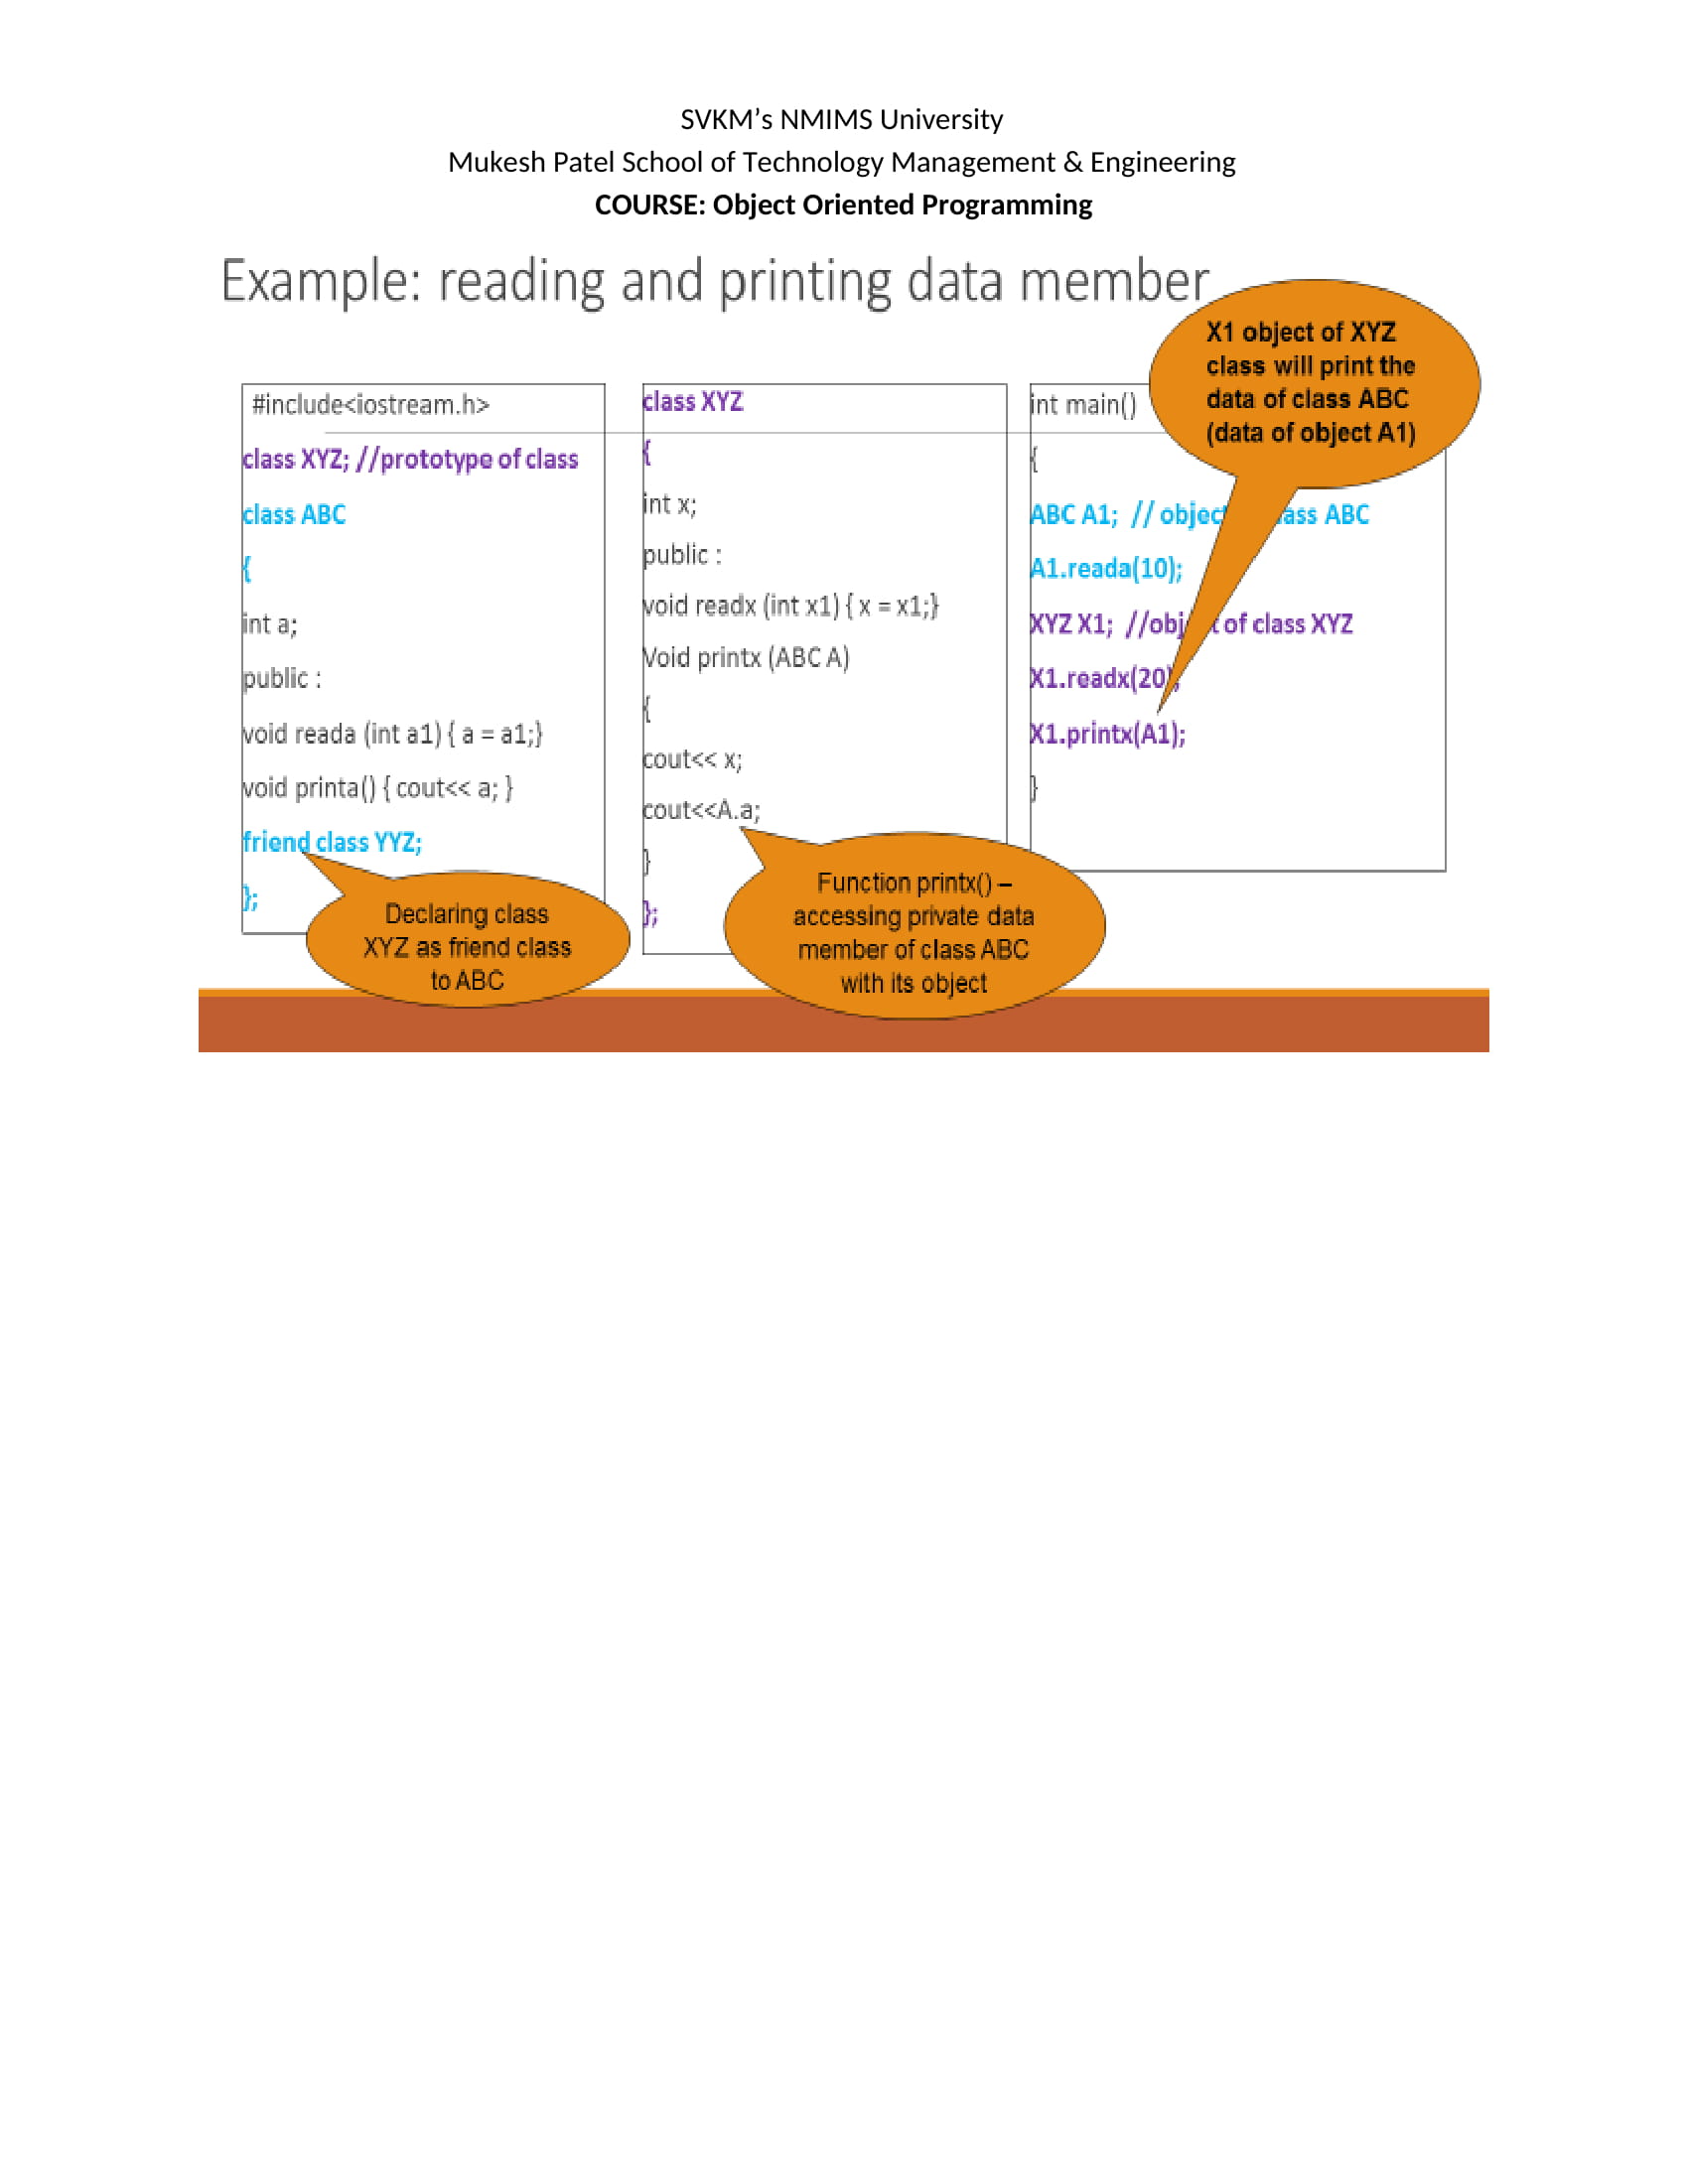 SVKM’s NMIMS University
Mukesh Patel School of Technology Management & Engineering
COURSE: Object Oriented Programming
Example: reading and printing data member
#include<iostream.h>
class XYZ; //prototype of class
class ABC
{
int a;
public :
void reada (int a1) { a = a1;}
void printa() { cout<< a; }
friend class YYZ;
};
Declaring class
XYZ as friend class
to ABC
class XYZ
{
int x;
public :
void readx (int x1) { x = x1;}
Void printx (ABC A)
{
cout<< x;
cout<<A.a;
}
};
Function printx() –
accessing private data
member of class ABC
with its object
int main()
{
ABC A1; // object ass ABC
A1.reada(10);
XYZ X1; //object of class XYZ
X1.readx(20);
X1.printx(A1);
}
X1 object of XYZ
class will print the
data of class ABC
(data of object A1)